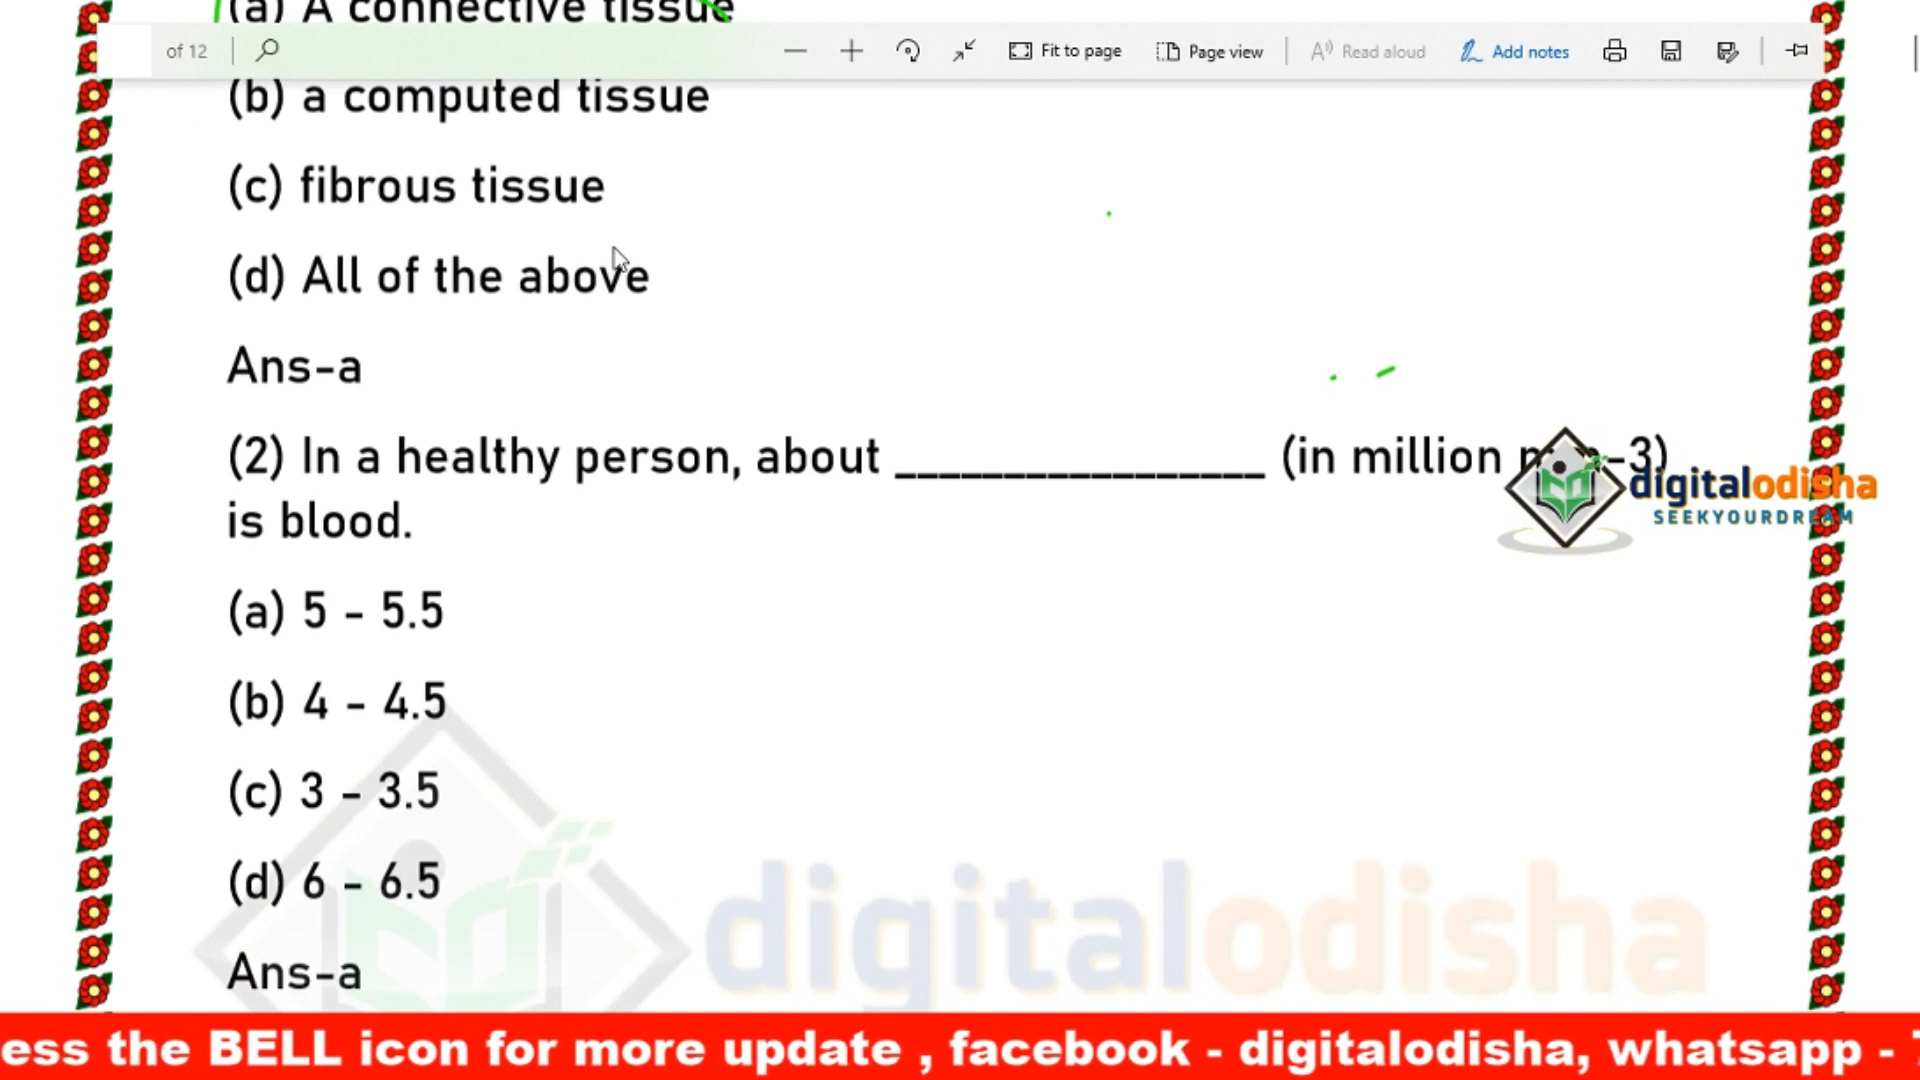 (a) A connective tissue
of 12
Fit to page
Page view
Read aloud
Add notes
(b) a computed tissue
(c) fibrous tissue
(d) All of the above
Ans-a
(2) In a healthy person, about ________________ (in million -3)
is blood.
digitalodisha
SEEKYOURDREAM
(a) 5 - 5.5
(b) 4 - 4.5
(c) 3 - 3.5
(d) 6 - 6.5
digitalodisha
Ans-a
ess the BELL icon for more update , facebook - digitalodisha, whatsapp -